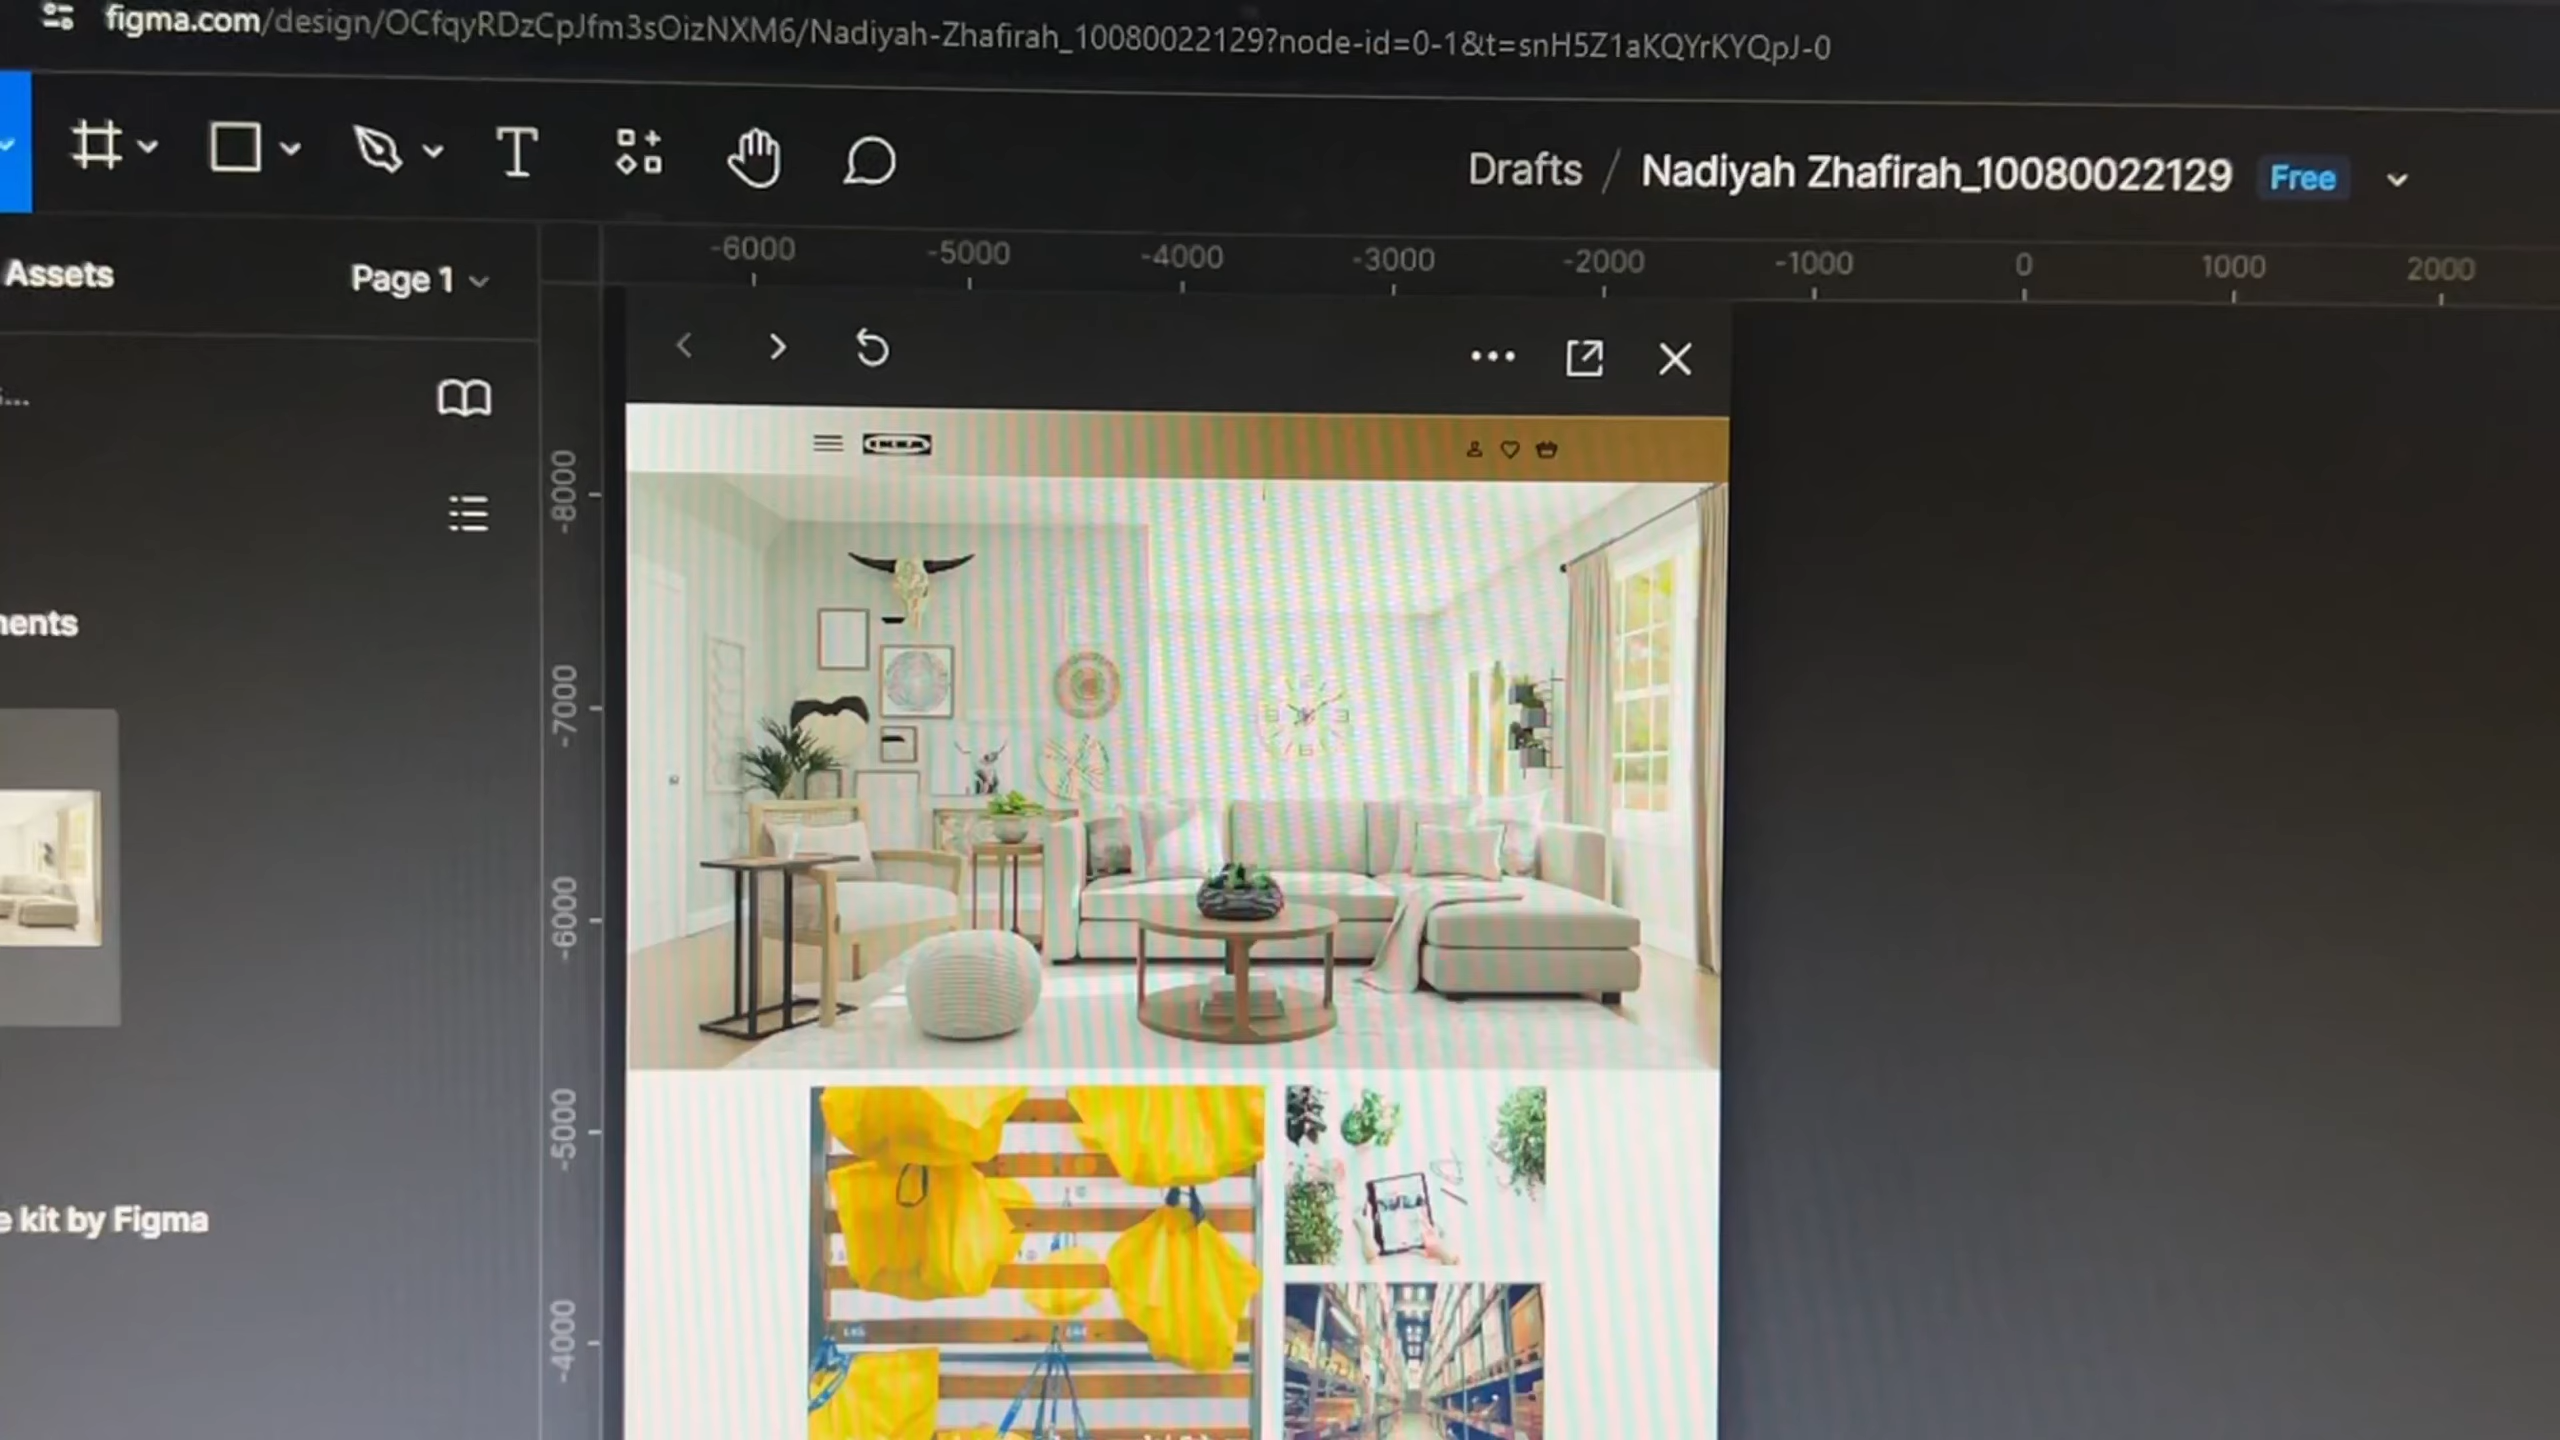 figma.com/design/OCfqyRDzCpJfm3sOizNXM6/Nadiyah-Zhafirah_10080022129?node-id=0-1&t=snH5Z1aKQYrKYQpJ-0
Drafts / Nadiyah Zhafirah_10080022129 Free
Assets
Page 1
-6000 -5000 -4000 -3000 -2000 -1000 0 1000 2000
s...
IKEA
-8000
nents
-7000
-6000
-5000
e kit by Figma
-4000